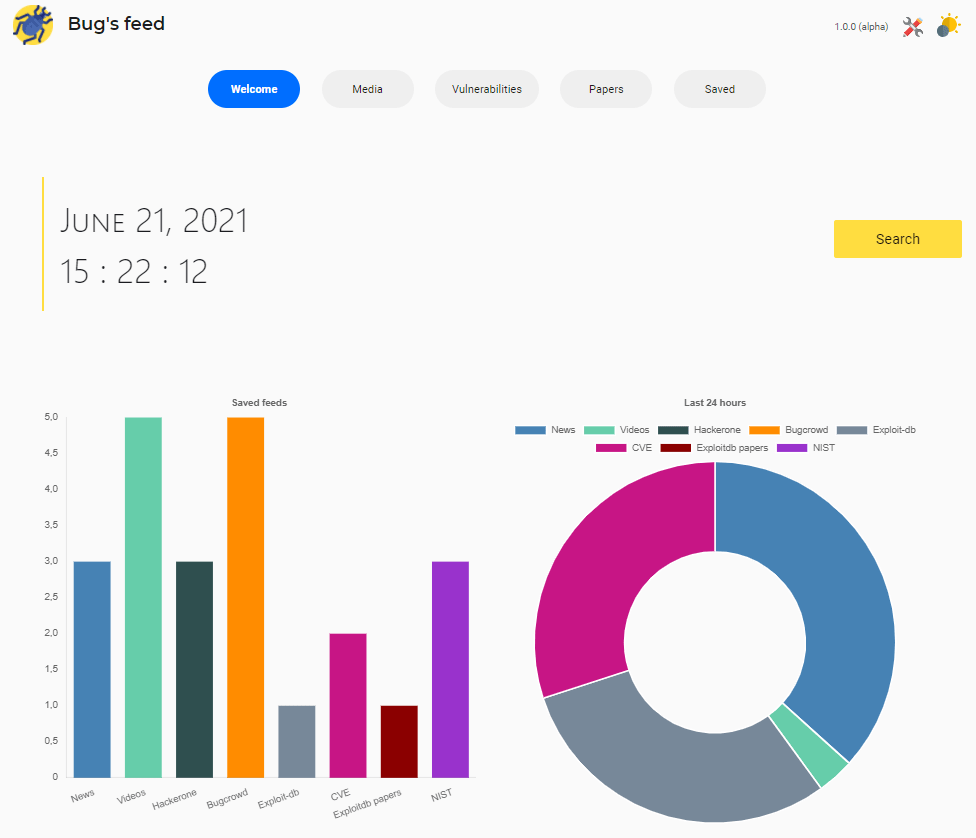 Bug's feed
1.0.0 (alpha)
Welcome
Media
Vulnerabilities
Papers
Saved
June 21, 2021
15 : 22 : 12
Search
Saved feeds
5,0
4,5
4,0
3,5
3,0
2,5
2,0
1,5
1,0
0,5
0
News
Videos
Hackerone
Bugcrowd
Exploit-db
CVE
Exploitdb papers
NIST
Last 24 hours
News Videos Hackerone Bugcrowd Exploit-db
CVE Exploitdb papers NIST